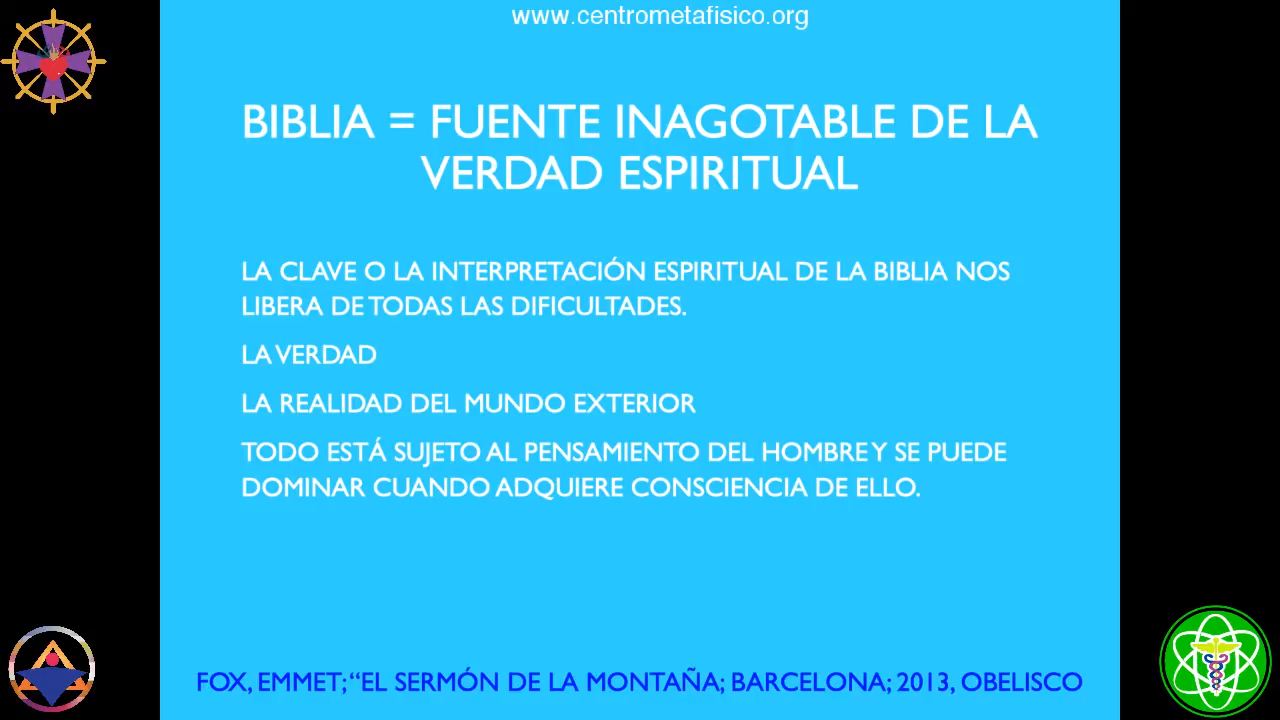 www.centrometafisico.org
BIBLIA = FUENTE INAGOTABLE DE LA
VERDAD ESPIRITUAL
LA CLAVE O LA INTERPRETACIÓN ESPIRITUAL DE LA BIBLIA NOS
LIBERA DE TODAS LAS DIFICULTADES.
LA VERDAD
LA REALIDAD DEL MUNDO EXTERIOR
TODO ESTÁ SUJETO AL PENSAMIENTO DEL HOMBRE Y SE PUEDE
DOMINAR CUANDO ADQUIERE CONSCIENCIA DE ELLO.
FOX, EMMET; “EL SERMÓN DE LA MONTAÑA; BARCELONA; 2013, OBELISCO